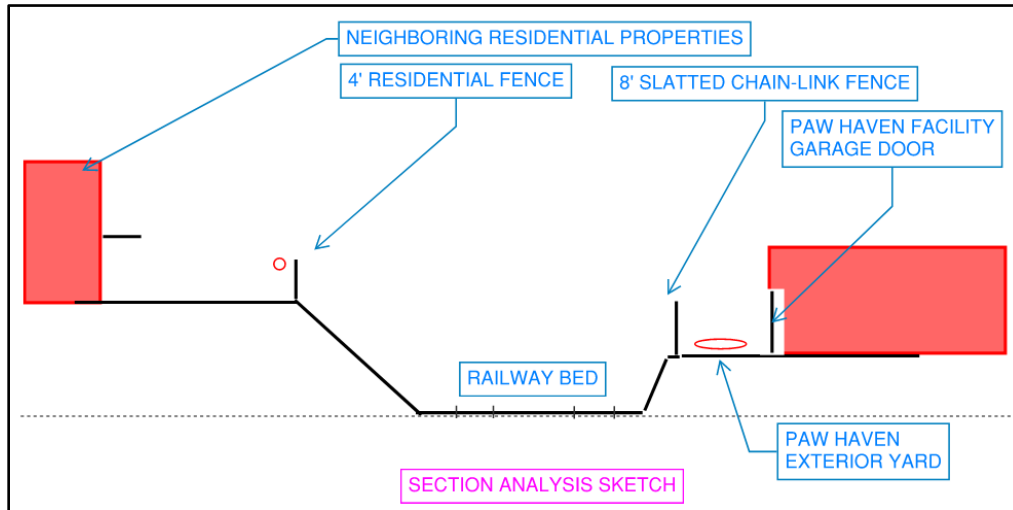 NEIGHBORING RESIDENTIAL PROPERTIES
4' RESIDENTIAL FENCE
8' SLATTED CHAIN-LINK FENCE
PAW HAVEN FACILITY
GARAGE DOOR
RAILWAY BED
PAW HAVEN
EXTERIOR YARD
SECTION ANALYSIS SKETCH